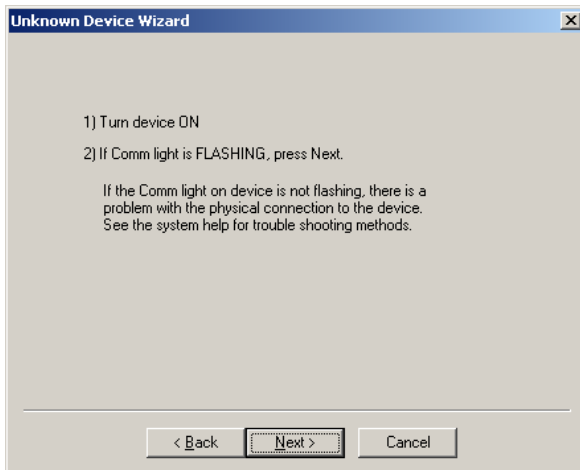 Unknown Device Wizard
1) Turn device ON
2) If Comm light is FLASHING, press Next.
If the Comm light on device is not flashing, there is a
problem with the physical connection to the device.
See the system help for trouble shooting methods.
< Back
Next >
Cancel